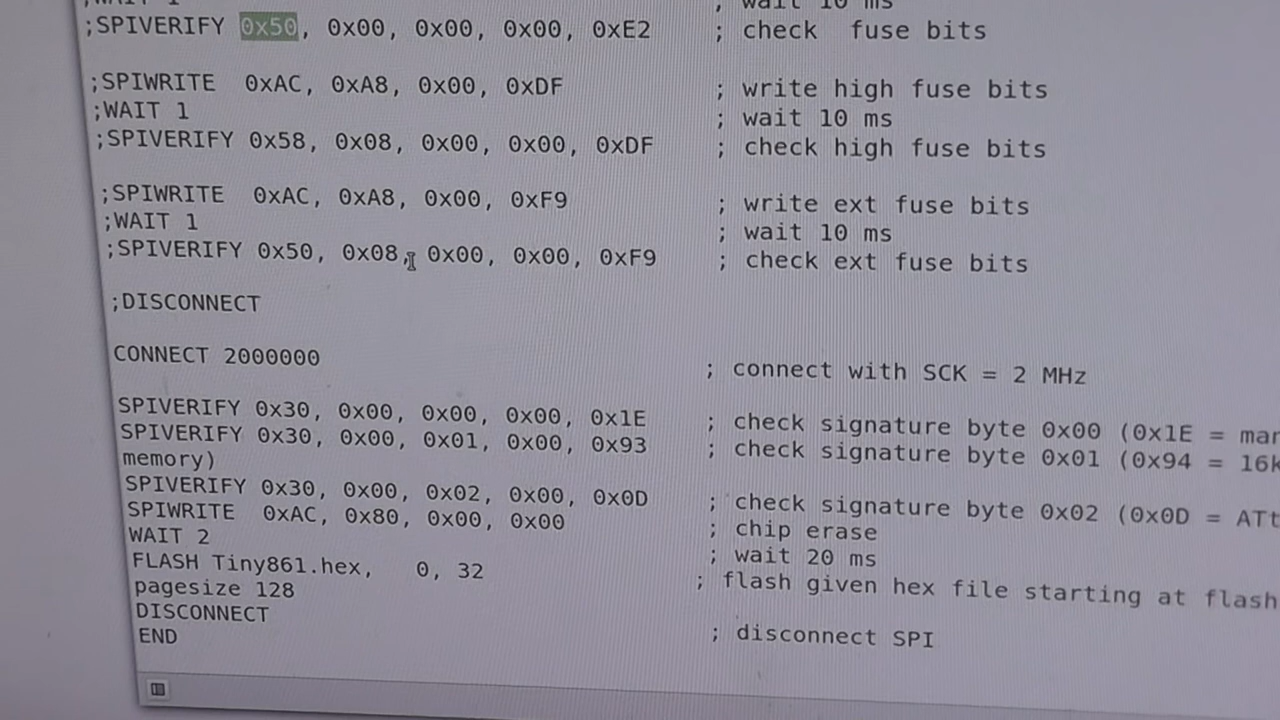 ;WAIT 1 ; wait 10 ms
;SPIVERIFY 0x50, 0x00, 0x00, 0x00, 0xE2 ; check fuse bits
;SPIWRITE 0xAC, 0xA8, 0x00, 0xDF ; write high fuse bits
;WAIT 1 ; wait 10 ms
;SPIVERIFY 0x58, 0x08, 0x00, 0x00, 0xDF ; check high fuse bits
;SPIWRITE 0xAC, 0xA8, 0x00, 0xF9 ; write ext fuse bits
;WAIT 1 ; wait 10 ms
;SPIVERIFY 0x50, 0x08, 0x00, 0x00, 0xF9 ; check ext fuse bits
;DISCONNECT
CONNECT 2000000 ; connect with SCK = 2 MHz
SPIVERIFY 0x30, 0x00, 0x00, 0x00, 0x1E ; check signature byte 0x00 (0x1E = man
SPIVERIFY 0x30, 0x00, 0x01, 0x00, 0x93 ; check signature byte 0x01 (0x94 = 16k
memory)
SPIVERIFY 0x30, 0x00, 0x02, 0x00, 0x0D ; check signature byte 0x02 (0x0D = ATt
SPIWRITE 0xAC, 0x80, 0x00, 0x00 ; chip erase
WAIT 2 ; wait 20 ms
FLASH Tiny861.hex, 0, 32 ; flash given hex file starting at flash
pagesize 128
DISCONNECT ; disconnect SPI
END